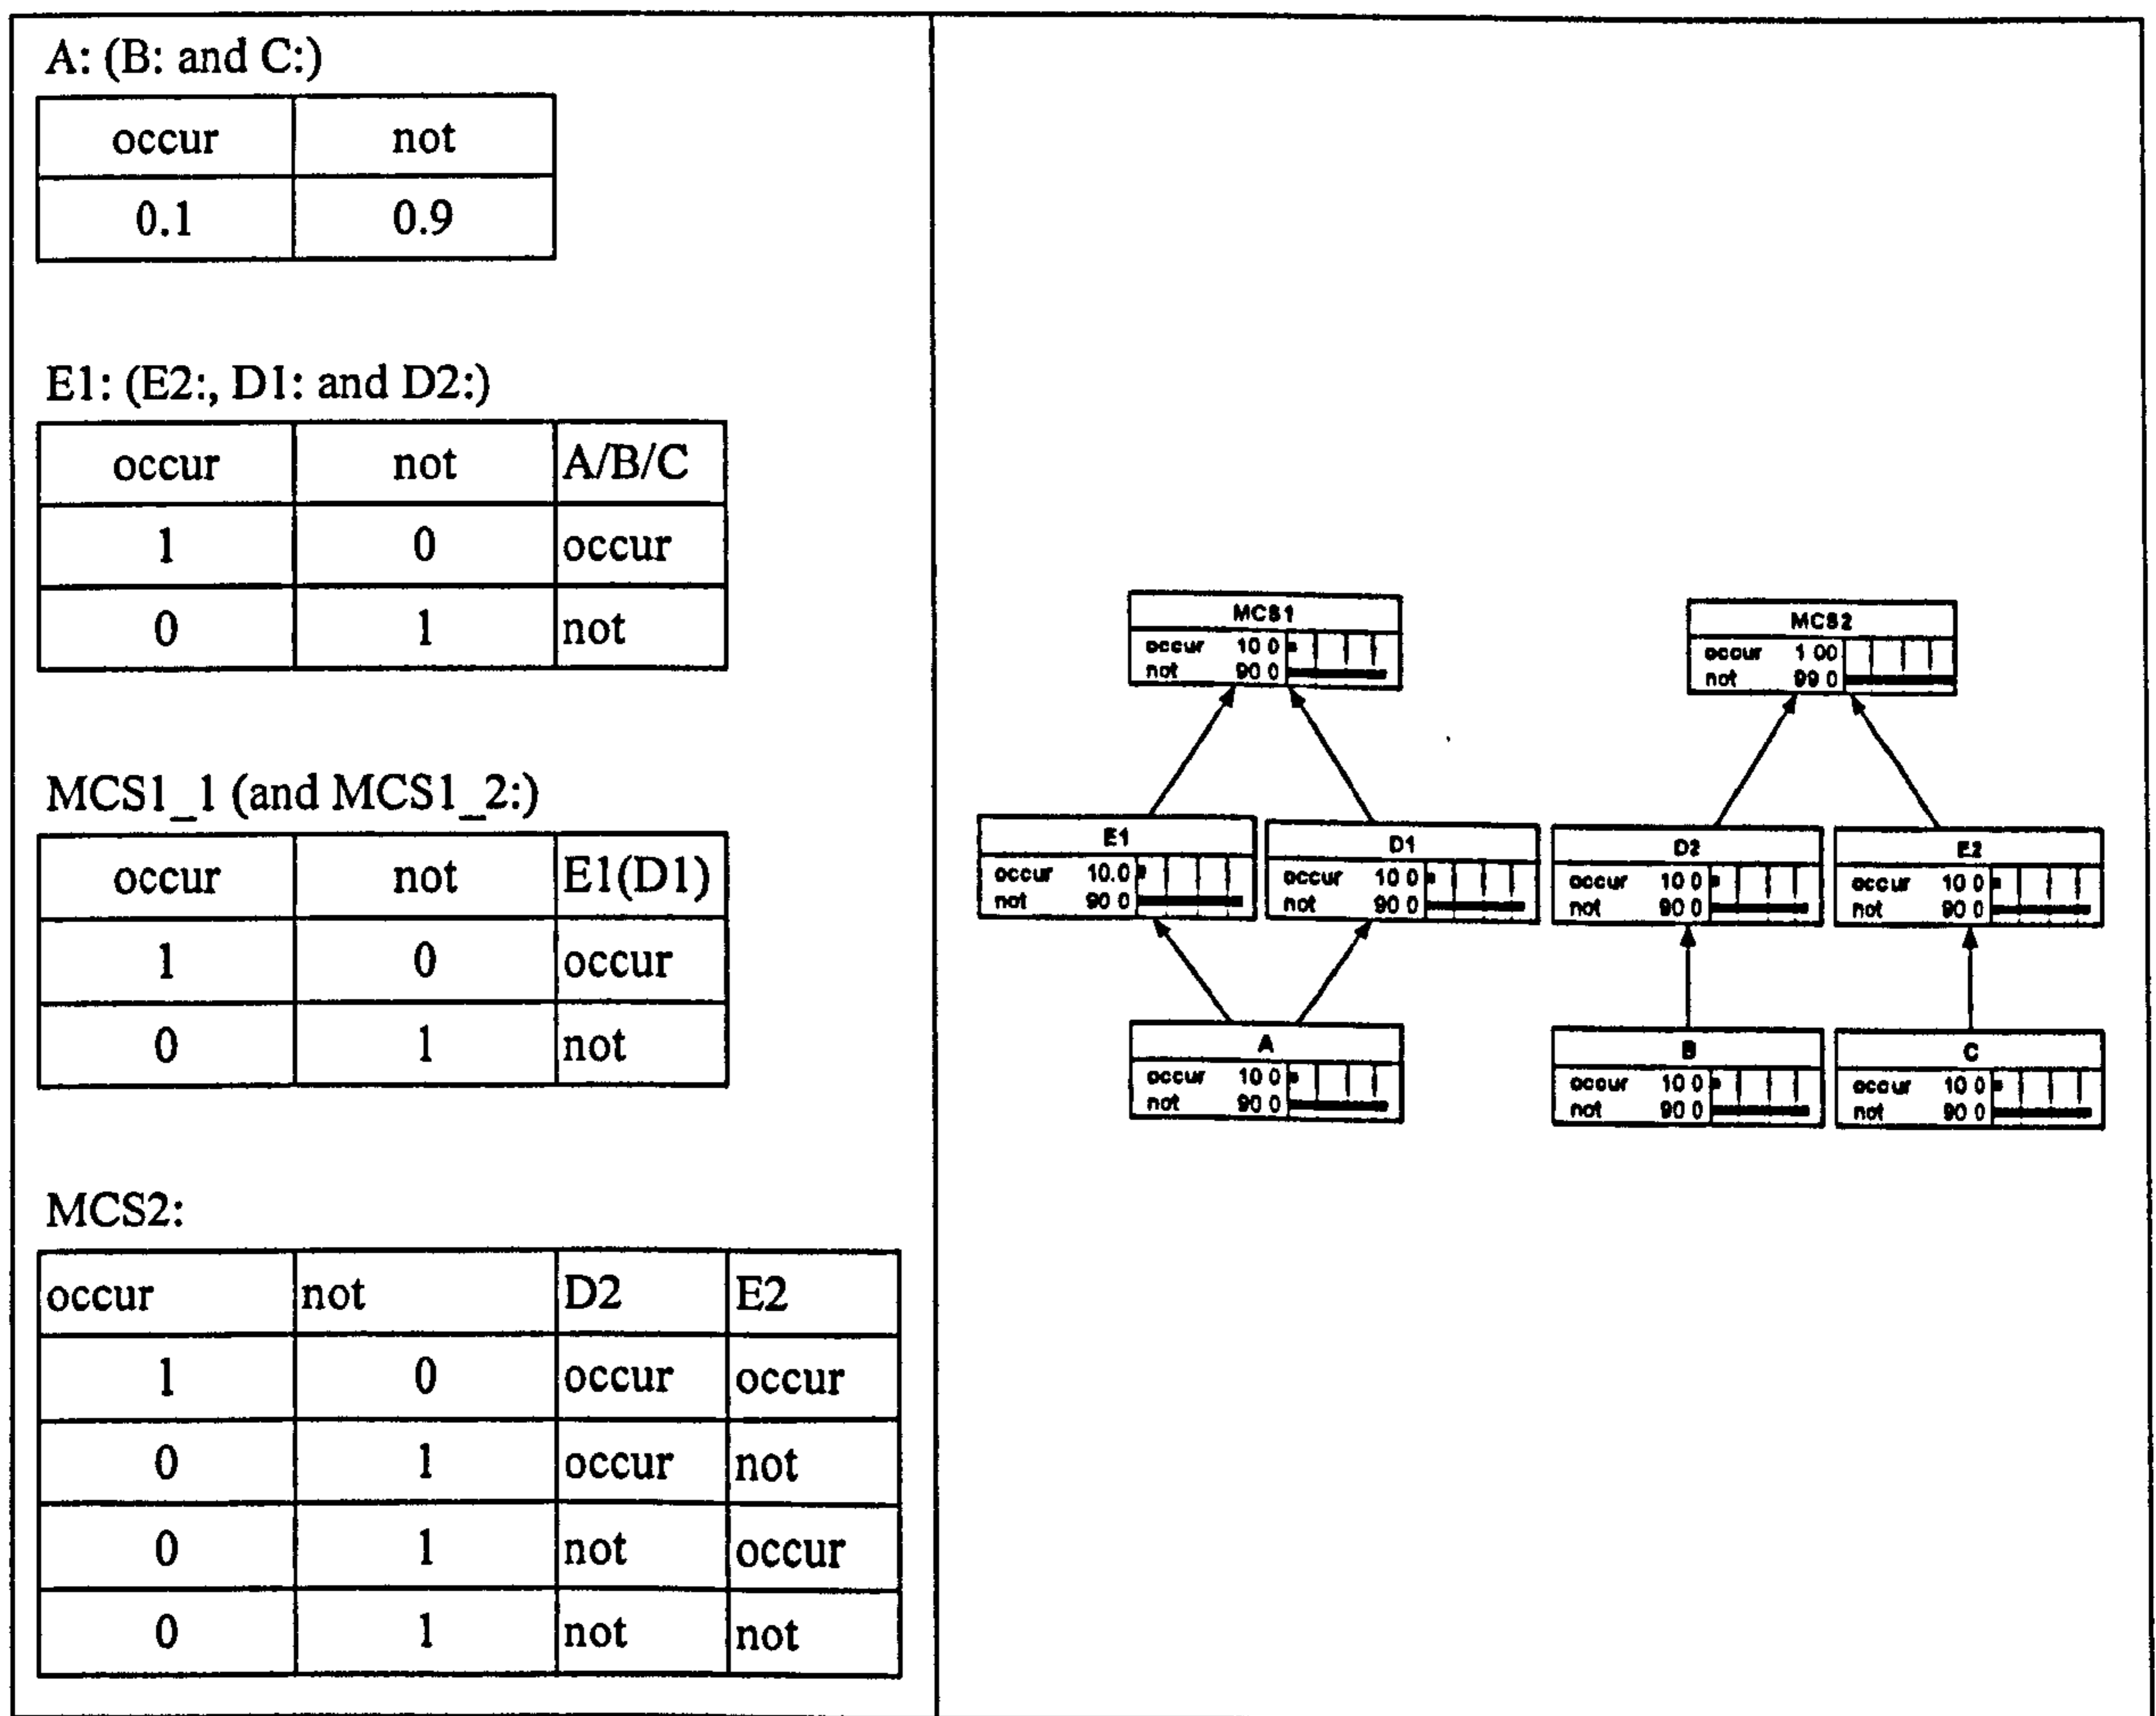 A: (B: and C:)
occur not
0.1 0.9
E1: (E2:, D1: and D2:)
occur not A/B/C
1 0 occur
0 1 not
MCS1_1 (and MCS1_2:)
occur not E1(D1)
1 0 occur
0 1 not
MCS2:
occur not D2 E2
1 0 occur occur
0 1 occur not
0 1 not occur
0 1 not not
MCS1
occur 10 0
not 90 0
MCS2
occur 1 00
not 99 0
E1
occur 10.0
not 90 0
D1
occur 10 0
not 90 0
D2
occur 10 0
not 90 0
E2
occur 10 0
not 90 0
A
occur 10 0
not 90 0
B
occur 10 0
not 90 0
C
occur 10 0
not 90 0